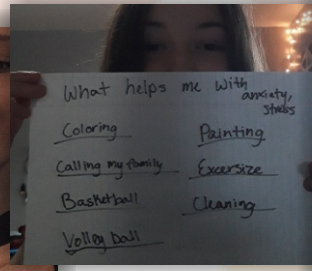 What helps me with
anxiety,
stress
Coloring
Painting
Calling my family
Excersize
Basketball
Cleaning
Volley ball